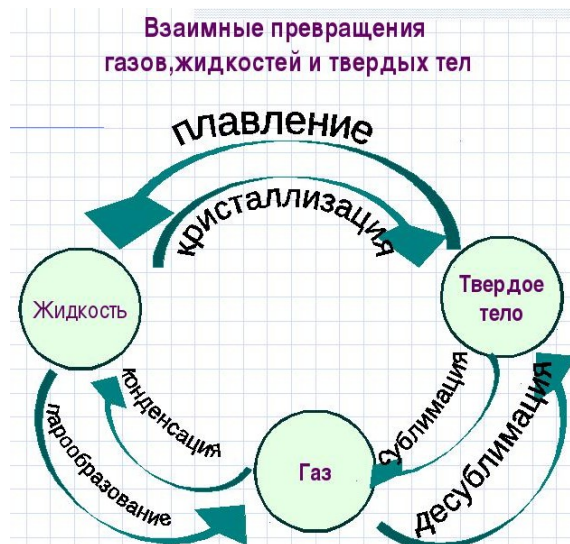 Взаимные превращения
газов,жидкостей и твердых тел
плавление
кристаллизация
Жидкость
Твердое
тело
конденсация
сублимация
парообразование
Газ
десублимация